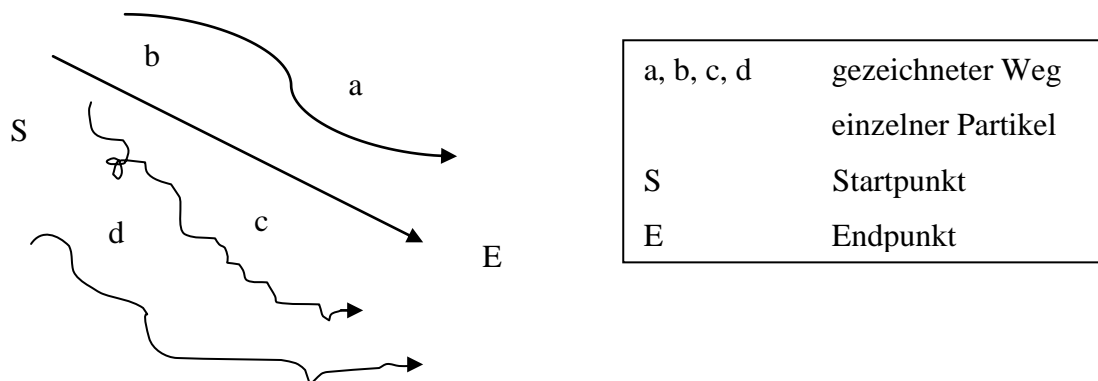 b
a
S
c
d
E
a, b, c, d gezeichneter Weg
einzelner Partikel
S Startpunkt
E Endpunkt